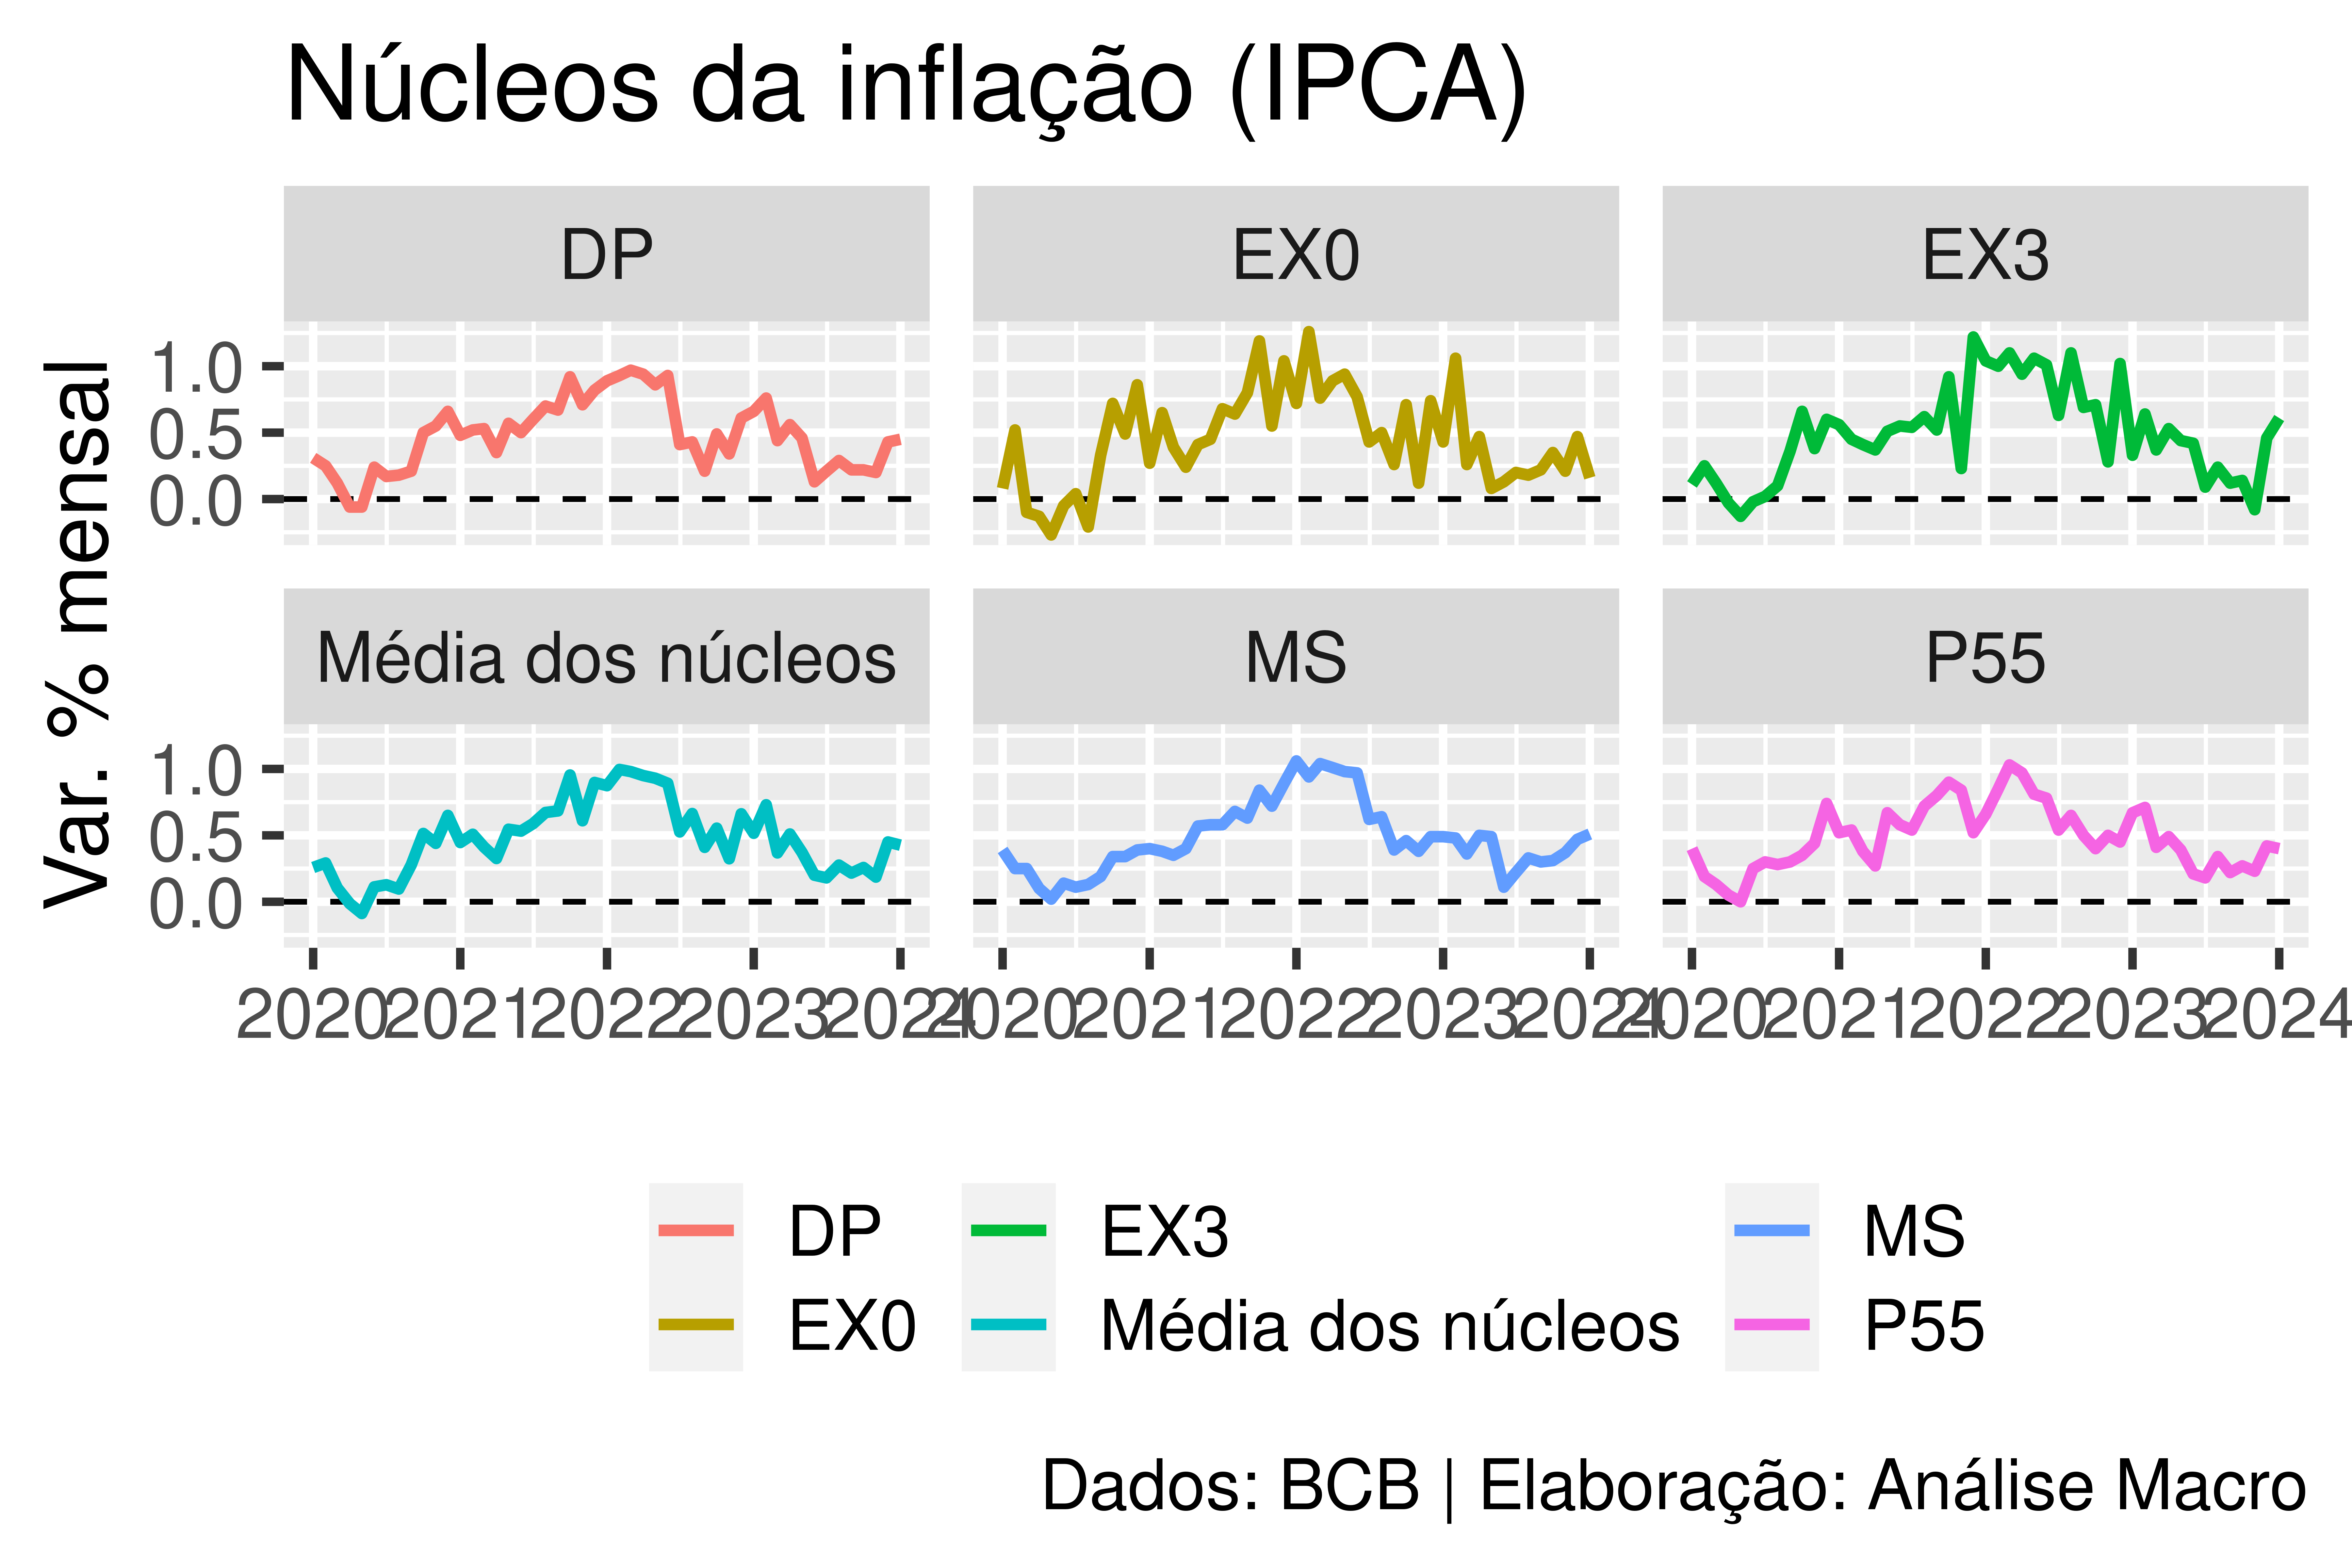 Núcleos da inflação (IPCA)
DP EX0 EX3
1.0
0.5
0.0
Média dos núcleos MS P55
1.0
0.5
0.0
Var. % mensal
2020 2021 2022 2023 2024 2020 2021 2022 2023 2024 2020 2021 2022 2023 2024
DP EX3 MS
EX0 Média dos núcleos P55
Dados: BCB | Elaboração: Análise Macro